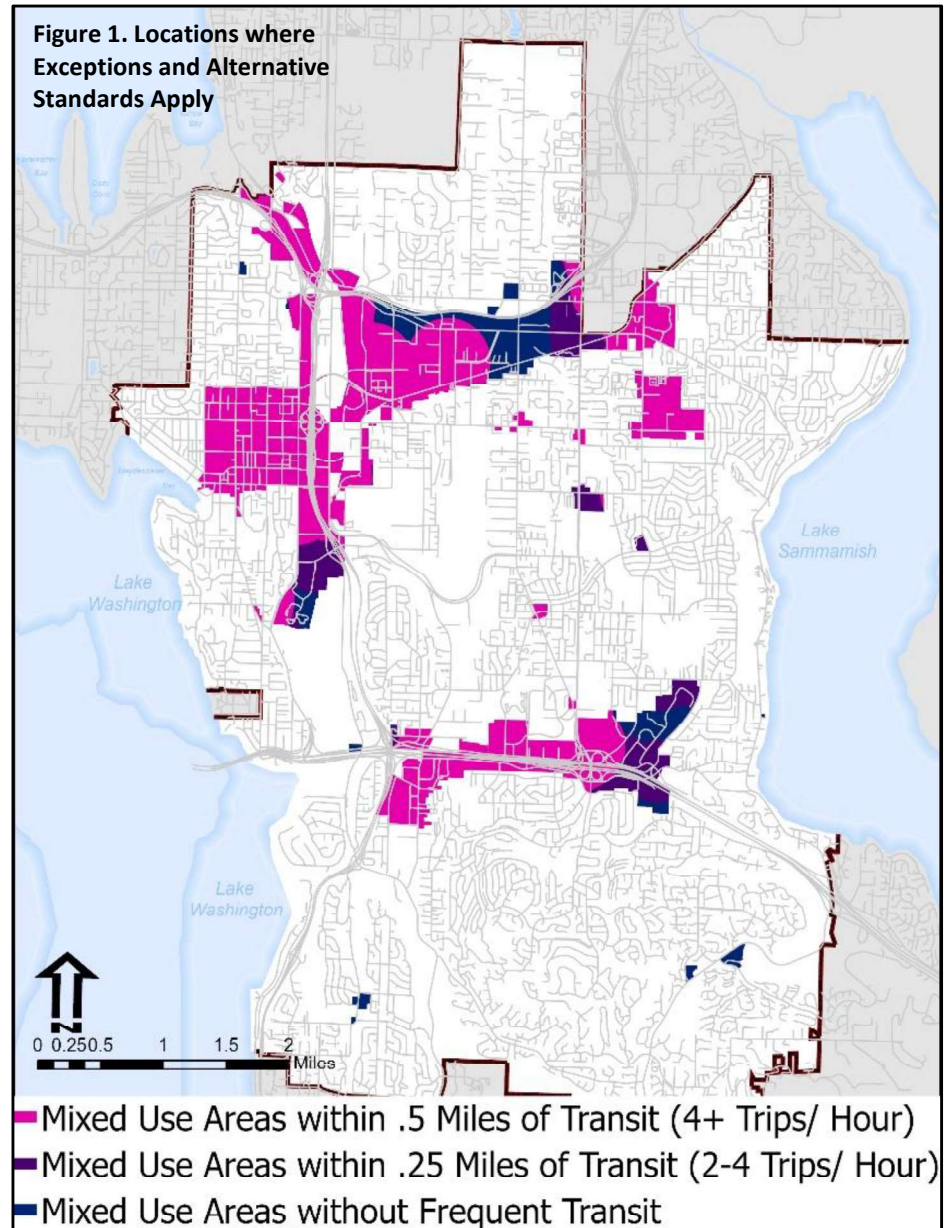 Figure 1. Locations where
Exceptions and Alternative
Standards Apply
Lake
Sammamish
Lake
Washington
Lake
Washington
N
0 0.25 0.5 1 1.5 2
Miles
Mixed Use Areas within .5 Miles of Transit (4+ Trips/ Hour)
Mixed Use Areas within .25 Miles of Transit (2-4 Trips/ Hour)
Mixed Use Areas without Frequent Transit